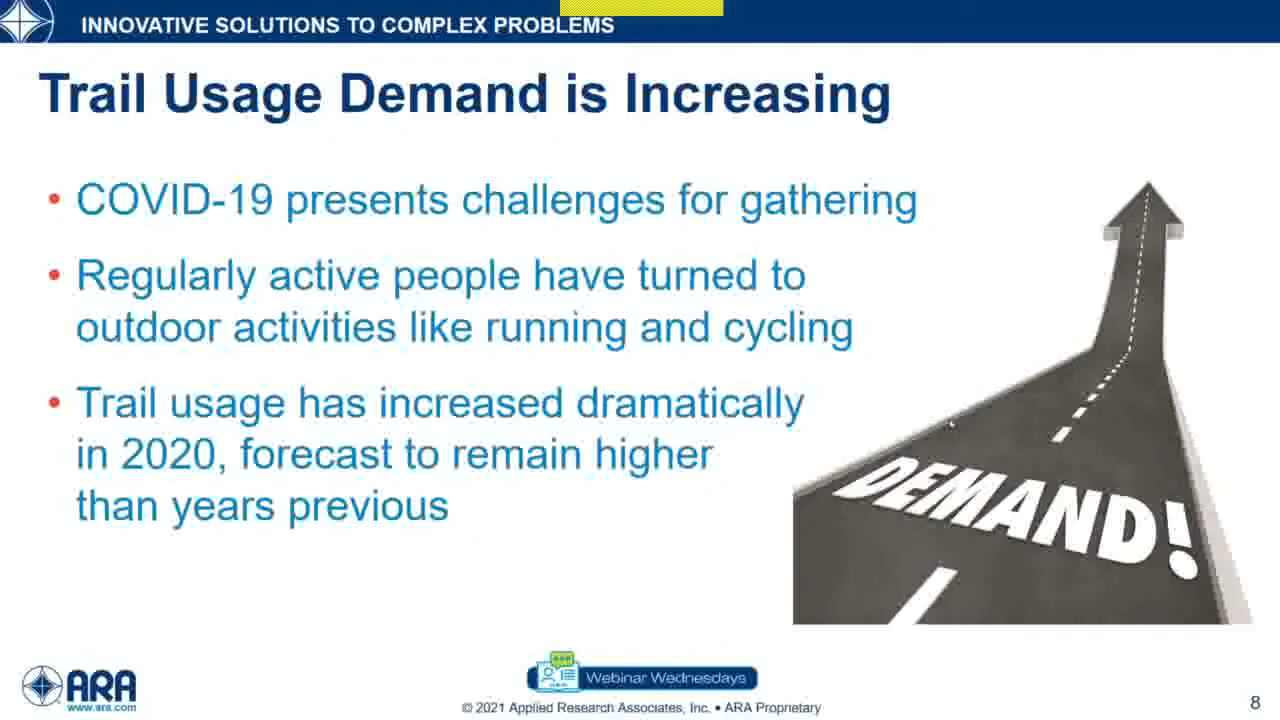 INNOVATIVE SOLUTIONS TO COMPLEX PROBLEMS
Trail Usage Demand is Increasing
• COVID-19 presents challenges for gathering
• Regularly active people have turned to
outdoor activities like running and cycling
• Trail usage has increased dramatically
in 2020, forecast to remain higher
than years previous
DEMAND!
ARA
www.ara.com
Webinar Wednesdays
© 2021 Applied Research Associates, Inc. • ARA Proprietary
8